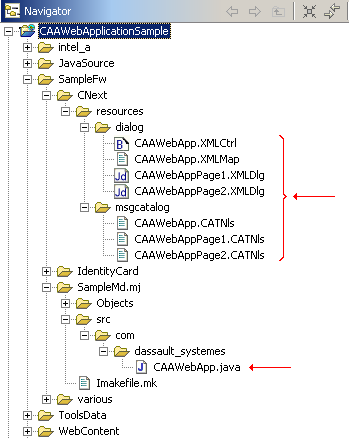 Navigator
CAAWebApplicationSample
intel_a
JavaSource
SampleFw
CNext
resources
dialog
CAAWebApp.XMLCtrl
CAAWebApp.XMLMap
CAAWebAppPage1.XMLDlg
CAAWebAppPage2.XMLDlg
msgcatalog
CAAWebApp.CATNls
CAAWebAppPage1.CATNls
CAAWebAppPage2.CATNls
IdentityCard
SampleMd.mj
Objects
src
com
dassault_systemes
CAAWebApp.java
Imakefile.mk
various
ToolsData
WebContent